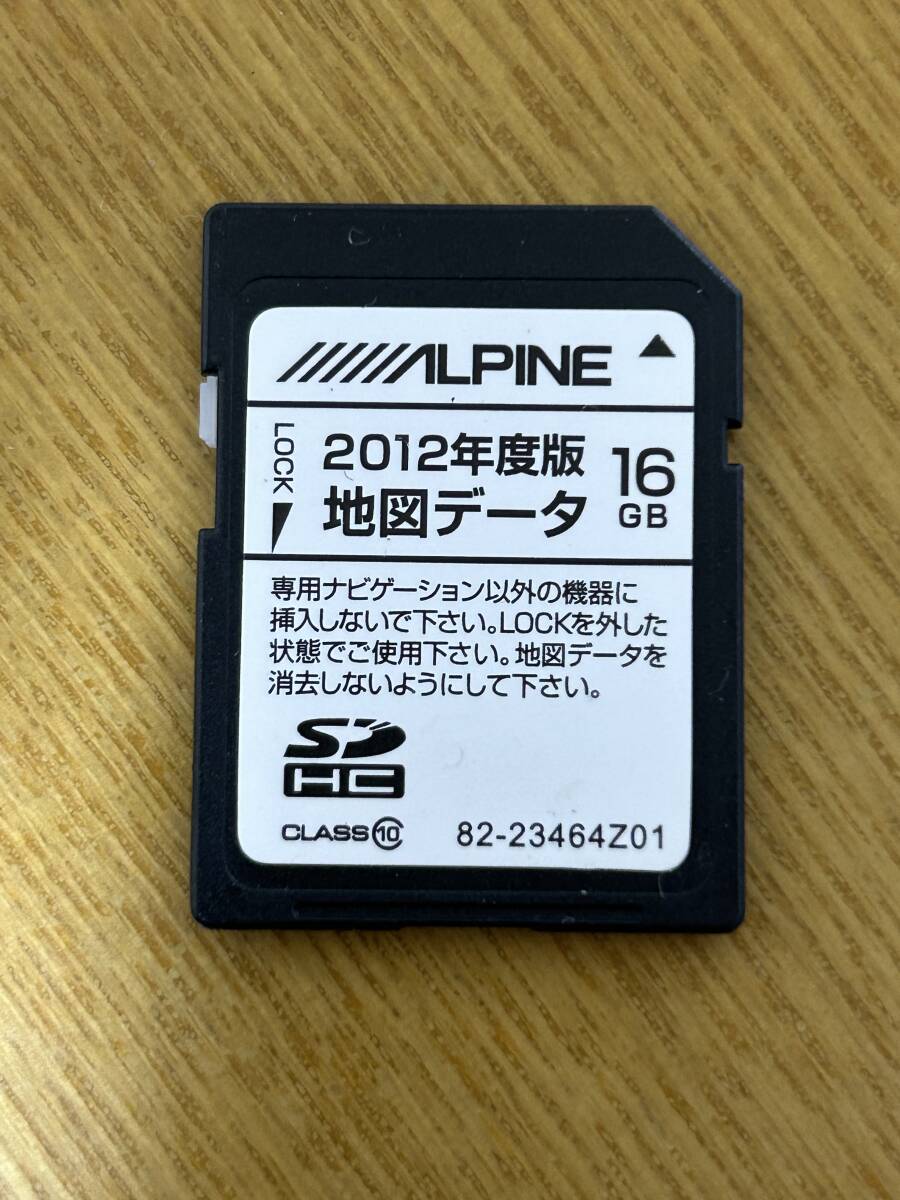 ALPINE
LOCK
2012年度版
地図データ
16
GB
専用ナビゲーション以外の機器に
挿入しないで下さい。LOCKを外した
状態でご使用下さい。地図データを
消去しないようにして下さい。
SD
HC
CLASS 10
82-23464Z01